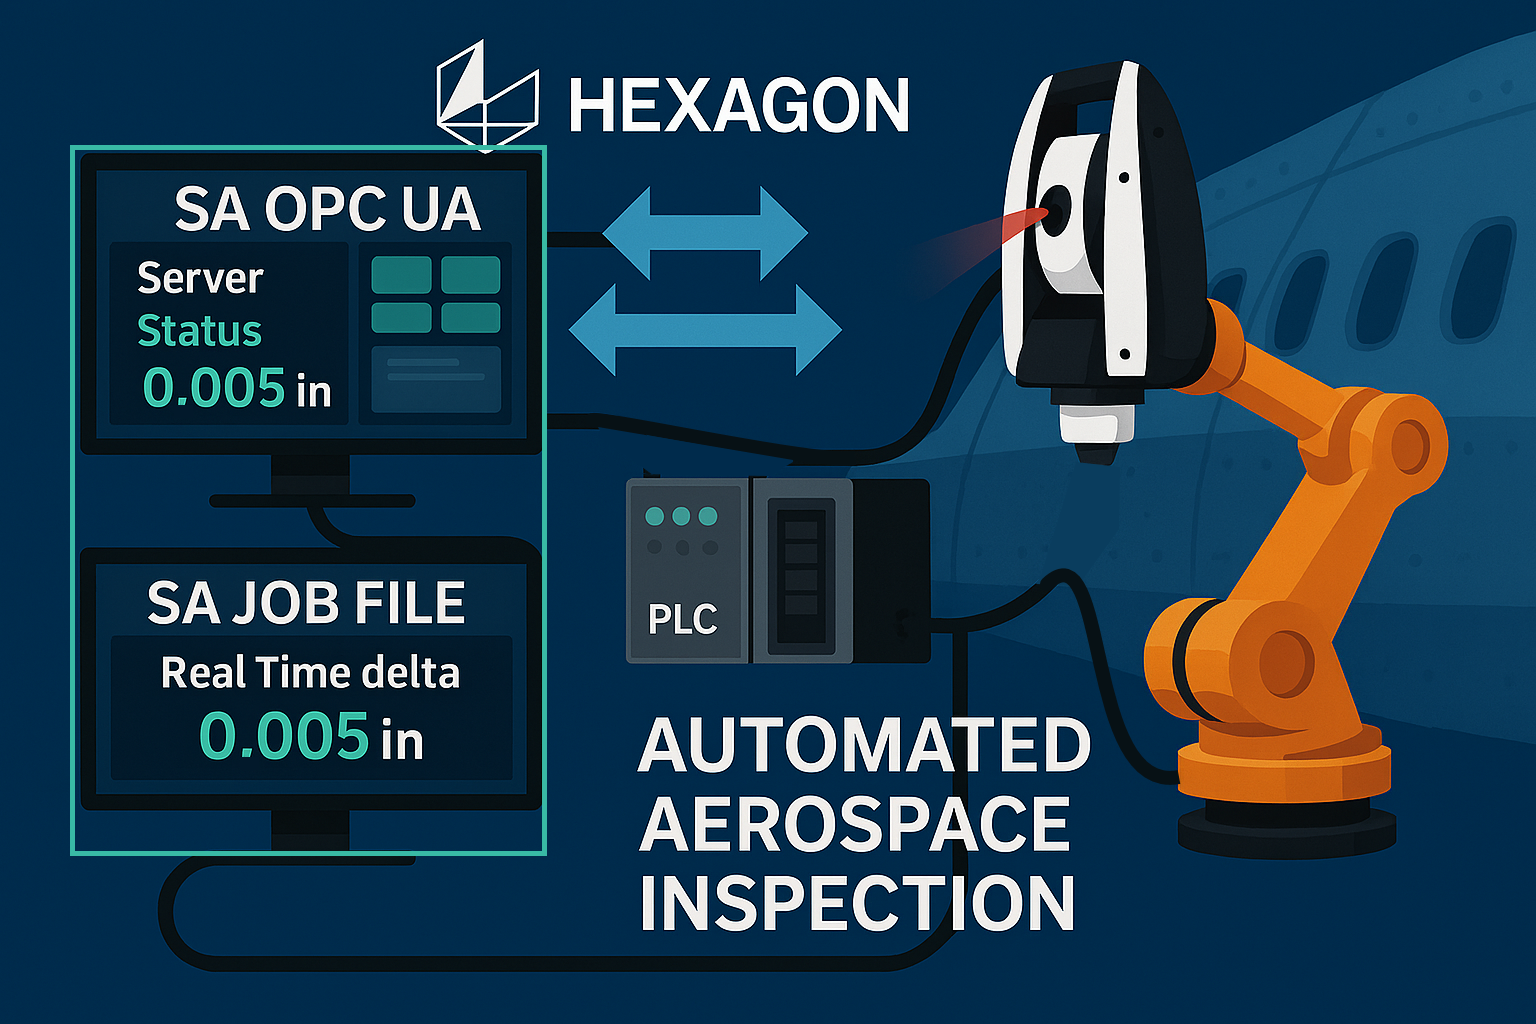 HEXAGON
SA OPC UA
Server
Status
0.005 in
SA JOB FILE
Real Time delta
0.005 in
PLC
AUTOMATED
AEROSPACE
INSPECTION